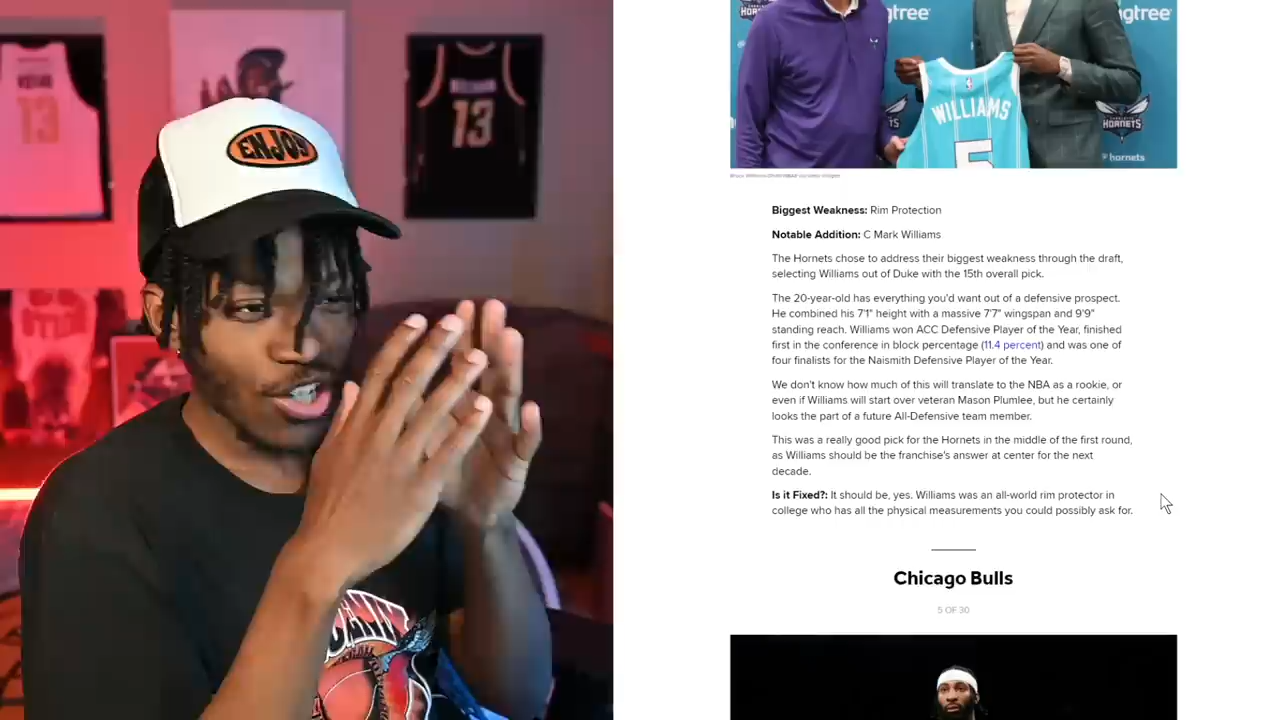 HORNETS
ngtree
WILLIAMS
5
HORNETS
hornets
13
13
ENJOY
Biggest Weakness: Rim Protection
Notable Addition: C Mark Williams
The Hornets chose to address their biggest weakness through the draft,
selecting Williams out of Duke with the 15th overall pick.
The 20-year-old has everything you'd want out of a defensive prospect.
He combined his 7'1" height with a massive 7'7" wingspan and 9'9"
standing reach. Williams won ACC Defensive Player of the Year, finished
first in the conference in block percentage (11.4 percent) and was one of
four finalists for the Naismith Defensive Player of the Year.
We don't know how much of this will translate to the NBA as a rookie, or
even if Williams will start over veteran Mason Plumlee, but he certainly
looks the part of a future All-Defensive team member.
This was a really good pick for the Hornets in the middle of the first round,
as Williams should be the franchise's answer at center for the next
decade.
Is it Fixed?: It should be, yes. Williams was an all-world rim protector in
college who has all the physical measurements you could possibly ask for.
Chicago Bulls
5 OF 30